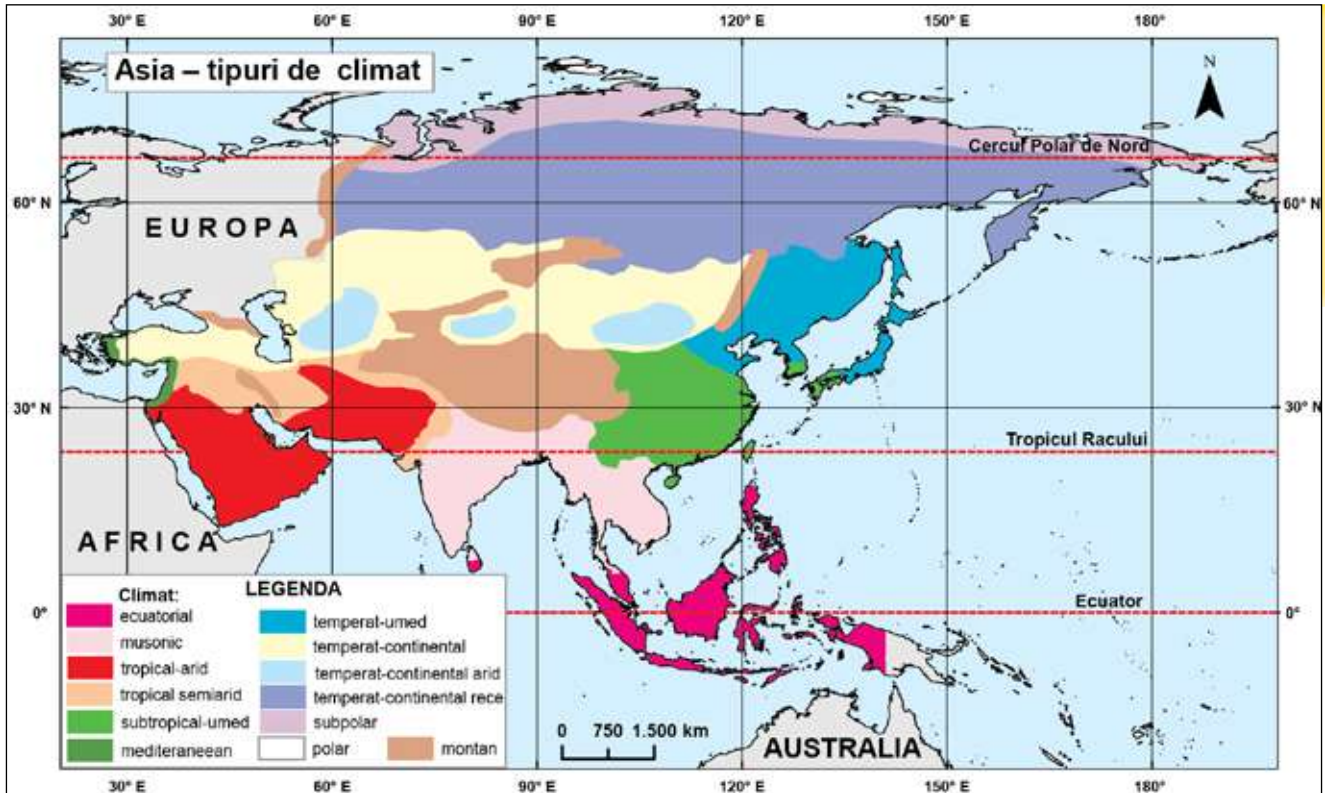 30° E 60° E 90° E 120° E 150° E 180°
Asia – tipuri de climat
N
Cercul Polar de Nord
60° N 60° N
EUROPA
30° N 30° N
Tropicul Racului
AFRICA
Climat: LEGENDA
ecuatorial
musonic
tropical-arid
tropical semiarid
subtropical-umed
mediteraneean
temperat-umed
temperat-continental
temperat-continental arid
temperat-continental rece
subpolar
polar montan
Ecuator
0° 0°
0 750 1.500 km
AUSTRALIA
30° E 60° E 90° E 120° E 150° E 180°